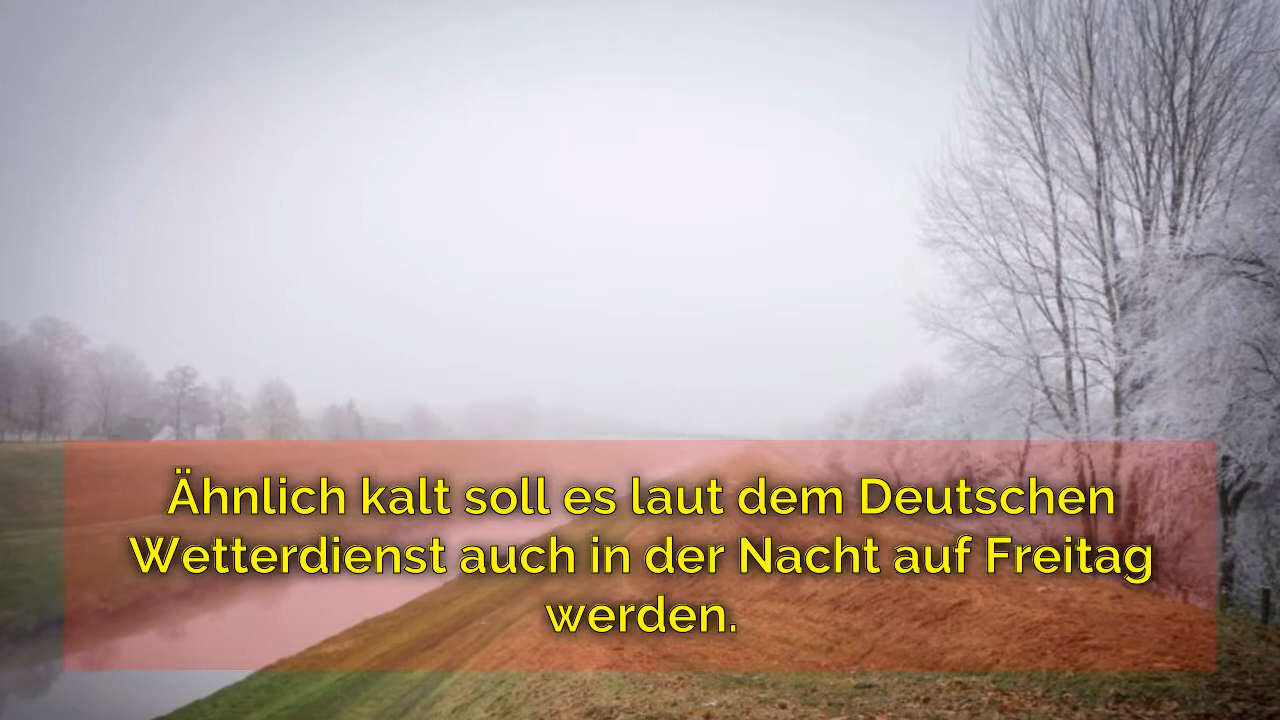 Ähnlich kalt soll es laut dem Deutschen
Wetterdienst auch in der Nacht auf Freitag
werden.